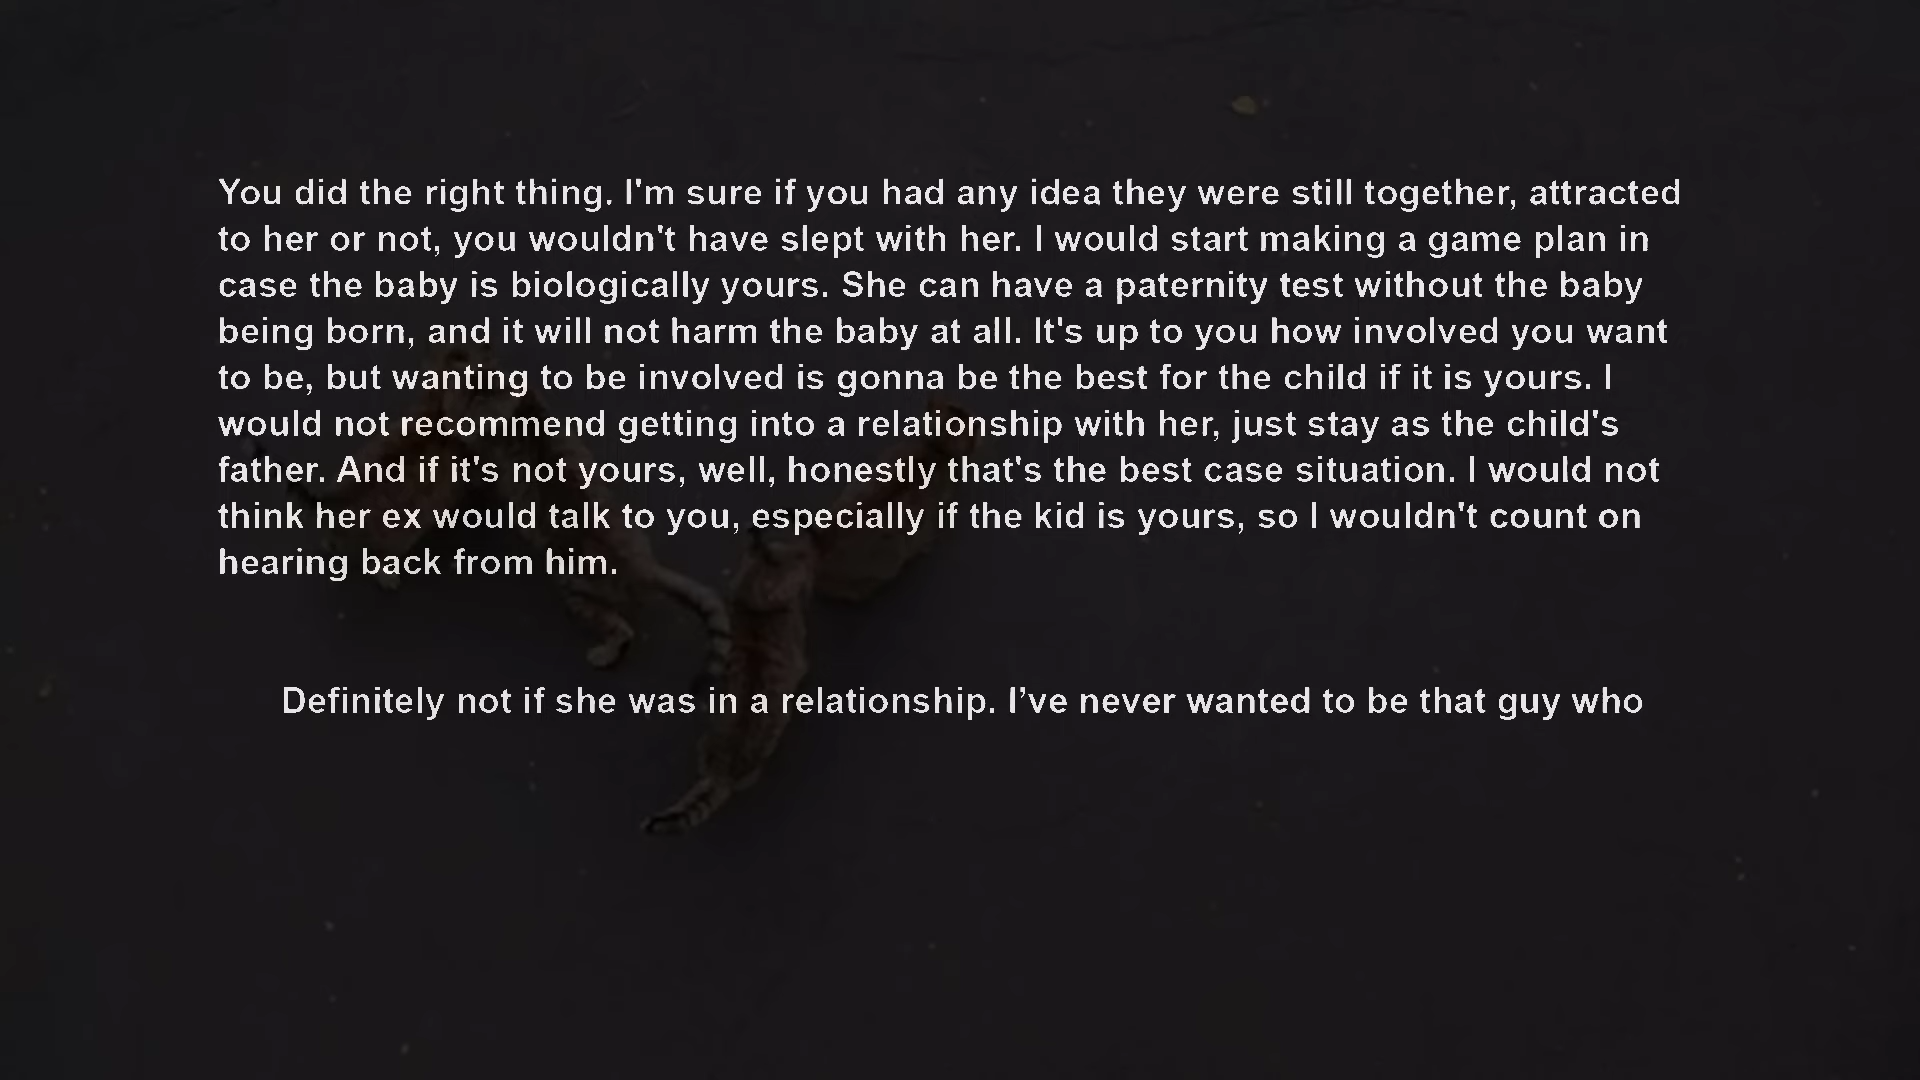 You did the right thing. I'm sure if you had any idea they were still together, attracted
to her or not, you wouldn't have slept with her. I would start making a game plan in
case the baby is biologically yours. She can have a paternity test without the baby
being born, and it will not harm the baby at all. It's up to you how involved you want
to be, but wanting to be involved is gonna be the best for the child if it is yours. I
would not recommend getting into a relationship with her, just stay as the child's
father. And if it's not yours, well, honestly that's the best case situation. I would not
think her ex would talk to you, especially if the kid is yours, so I wouldn't count on
hearing back from him.
Definitely not if she was in a relationship. I’ve never wanted to be that guy who